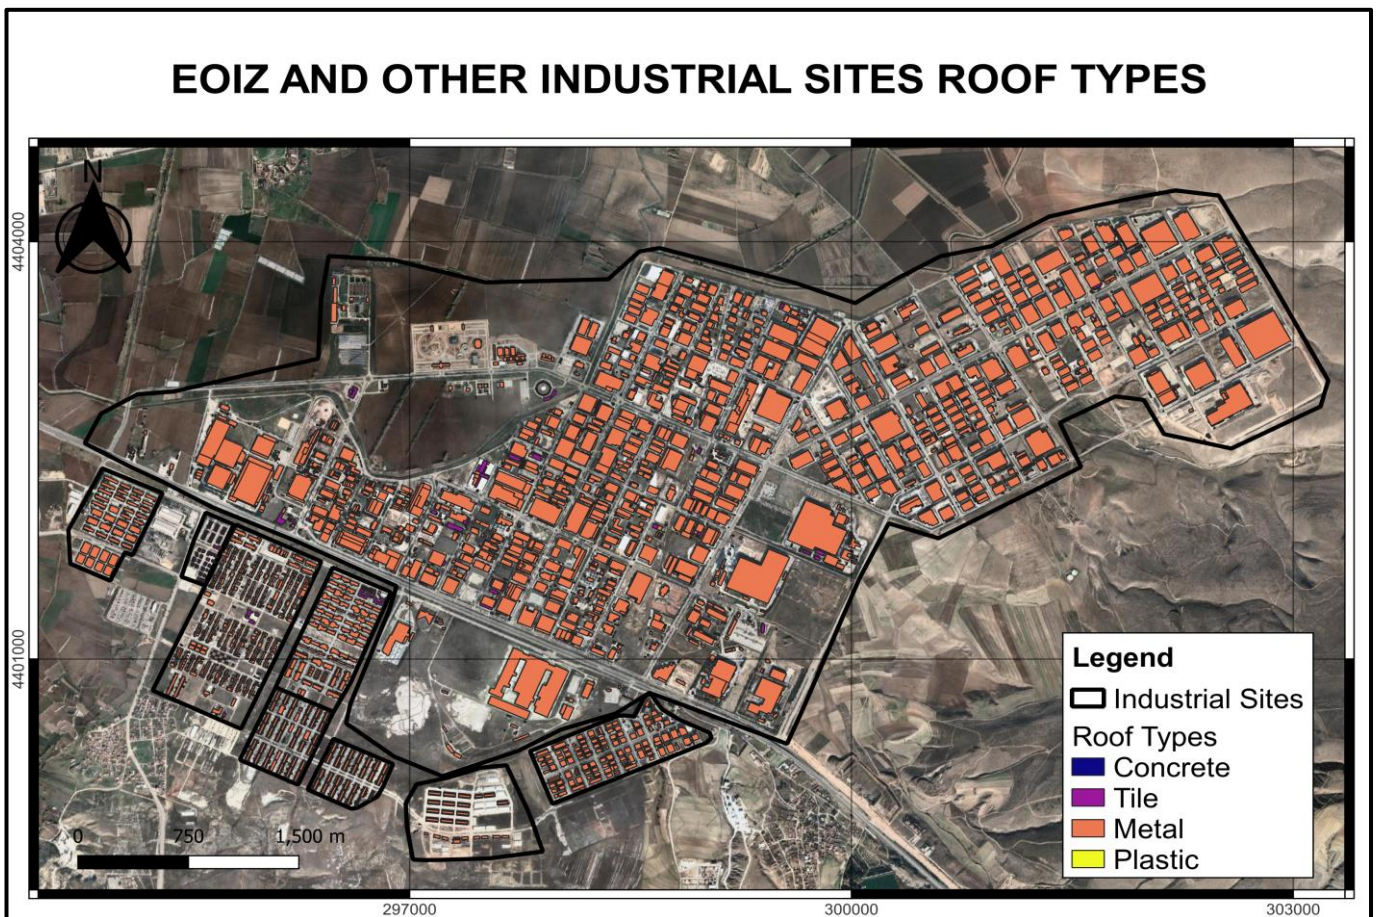 EOIZ AND OTHER INDUSTRIAL SITES ROOF TYPES
N
4404000
4401000
Legend
Industrial Sites
Roof Types
Concrete
Tile
Metal
Plastic
0 750 1,500 m
297000 300000 303000